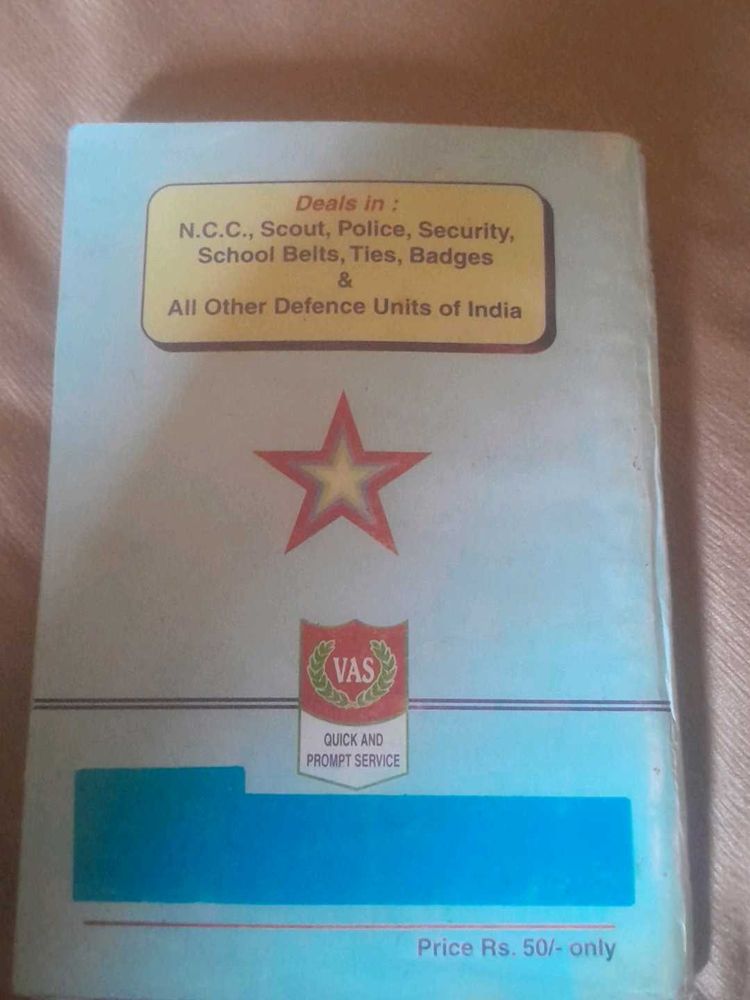 Deals in :
N.C.C., Scout, Police, Security,
School Belts, Ties, Badges
&
All Other Defence Units of India
VAS
QUICK AND
PROMPT SERVICE
Price Rs. 50/- only